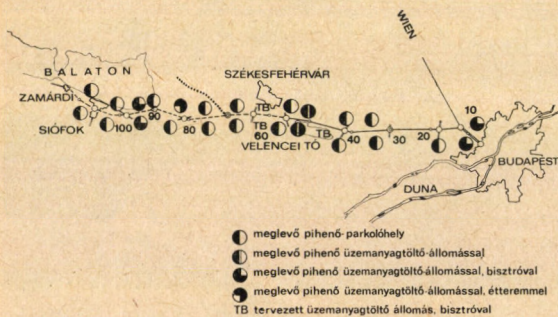 WIEN
BALATON
SZÉKESFEHÉRVÁR
ZAMÁRDI
SIÓFOK
100
90
80
TB
TB
60
VELENCEI TÓ
TB
40
30
20
10
BUDAPEST
DUNA
meglevő pihenő-parkolóhely
meglevő pihenő üzemanyagtöltő-állomással
meglevő pihenő üzemanyagtöltő-állomással, bisztróval
meglevő pihenő üzemanyagtöltő-állomással, étteremmel
TB tervezett üzemanyagtöltő állomás, bisztróval